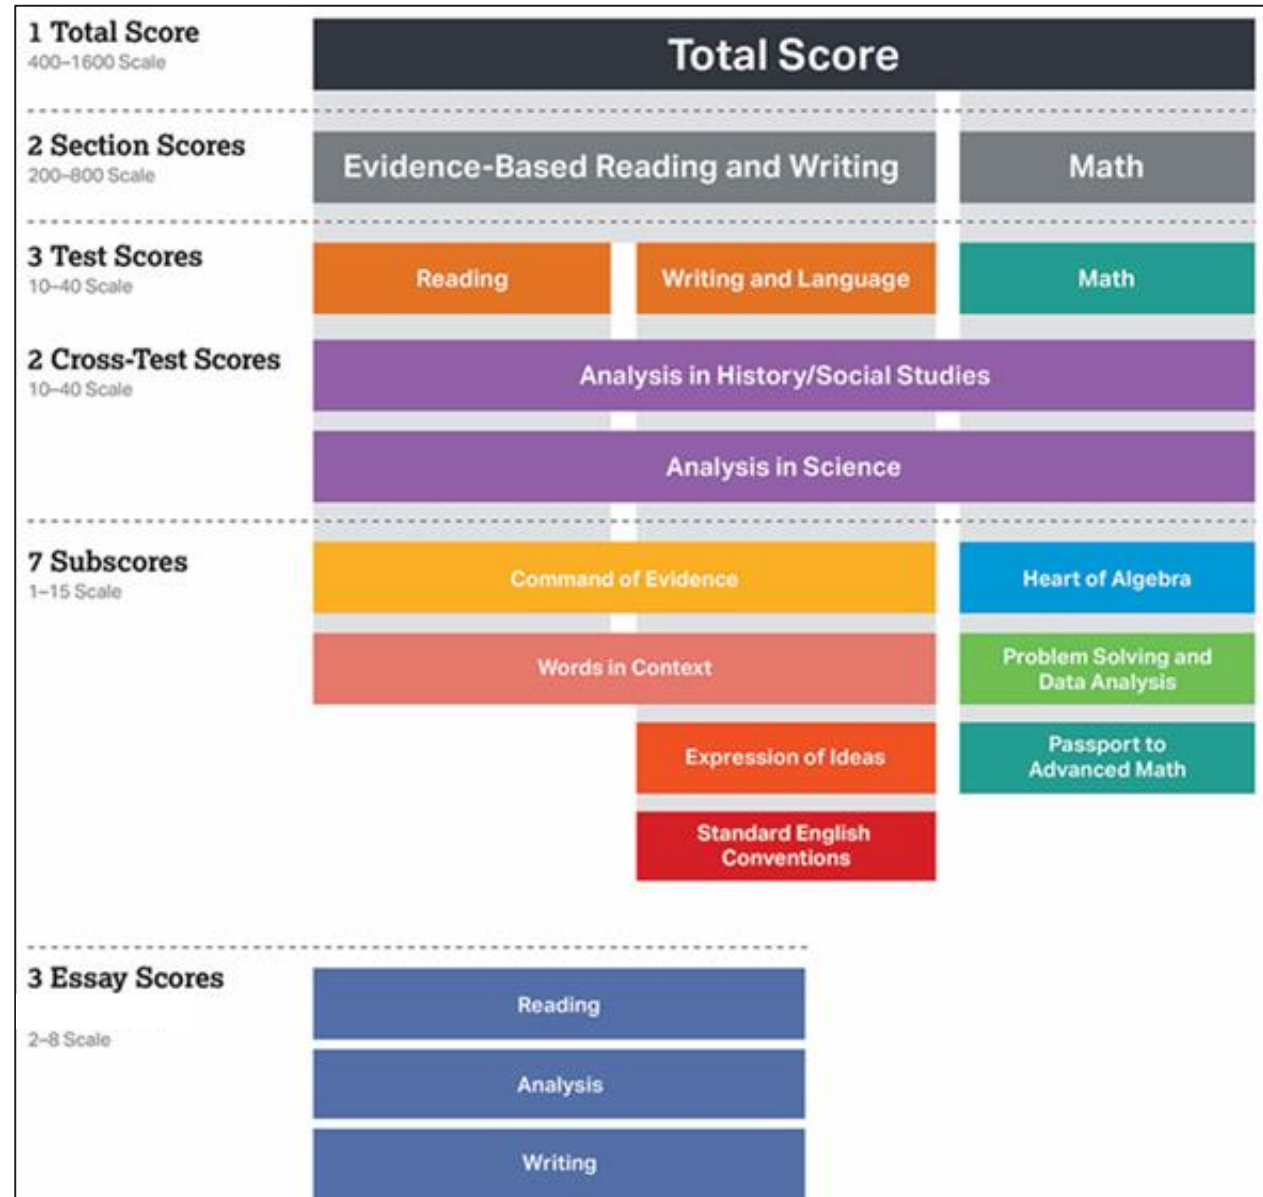 1 Total Score
400–1600 Scale
Total Score
2 Section Scores
200–800 Scale
Evidence-Based Reading and Writing
Math
3 Test Scores
10–40 Scale
Reading
Writing and Language
Math
2 Cross-Test Scores
10–40 Scale
Analysis in History/Social Studies
Analysis in Science
7 Subscores
1–15 Scale
Command of Evidence
Heart of Algebra
Words in Context
Problem Solving and
Data Analysis
Expression of Ideas
Passport to
Advanced Math
Standard English
Conventions
3 Essay Scores
2–8 Scale
Reading
Analysis
Writing